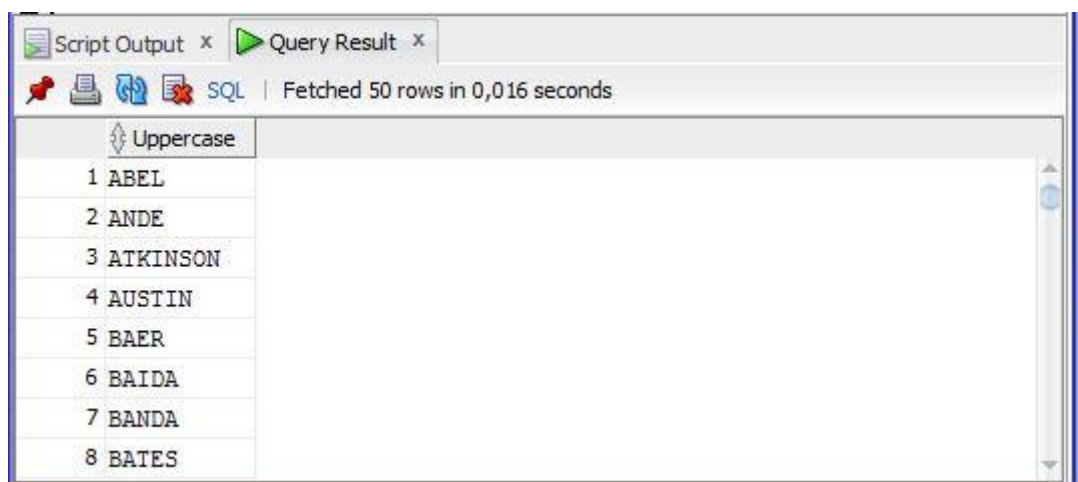 Script Output x Query Result x
SQL | Fetched 50 rows in 0,016 seconds
Uppercase
1 ABEL
2 ANDE
3 ATKINSON
4 AUSTIN
5 BAER
6 BAIDA
7 BANDA
8 BATES